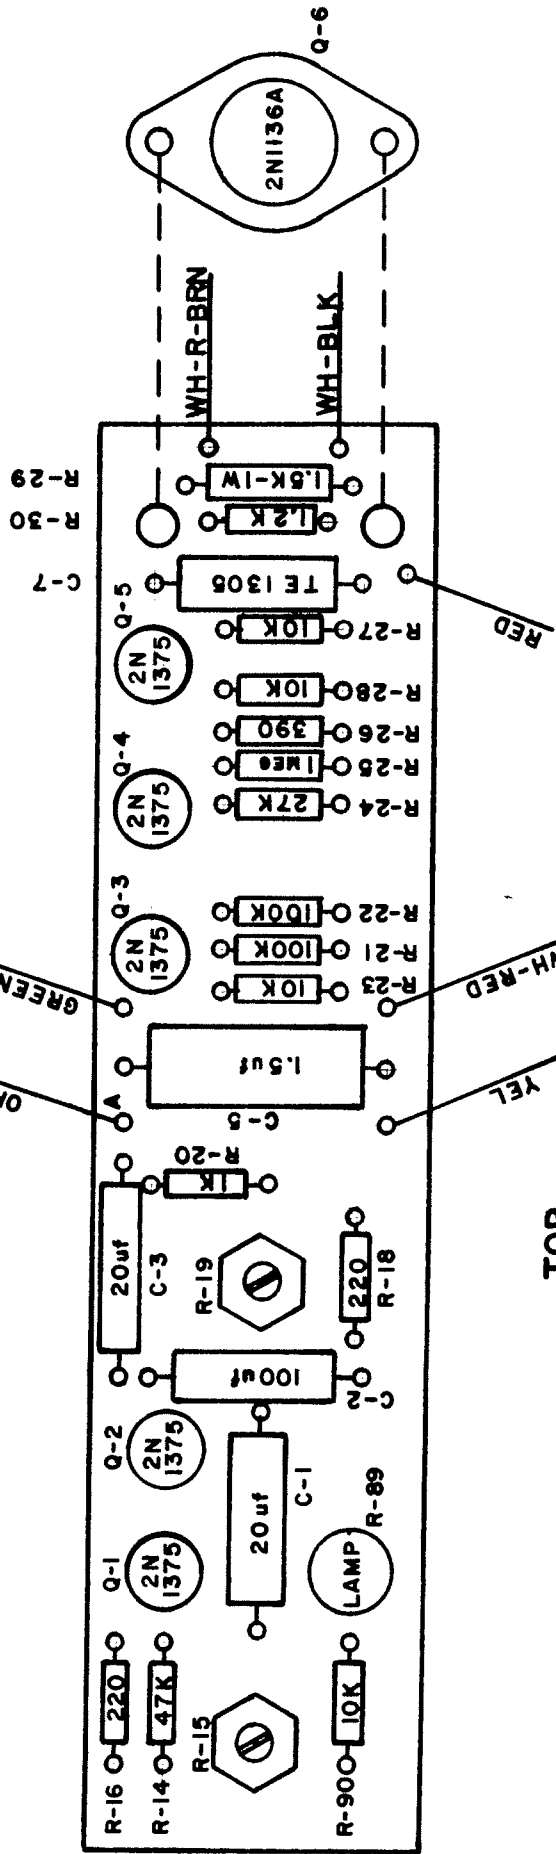 Q-6
2N1136A
WH-R-BRN
WH-BLK
R-29
1.5K-1W
R-30
1.2K
C-7
TE 1305
RED
Q-5
2N
1375
10K
R-27
10K
R-28
390
R-26
Q-4
2N
1375
1MEG
R-25
27K
R-24
Q-3
2N
1375
100K
R-22
100K
R-21
10K
R-23
GREEN
WH-RED
1.5uf
C-5
A
YEL
R-20
1K
20uf
C-3
R-19
220
R-18
TOP
100uf
C-2
Q-2
2N
1375
20uf
C-1
Q-1
2N
1375
LAMP
R-89
220
R-16
47K
R-14
R-15
10K
R-90